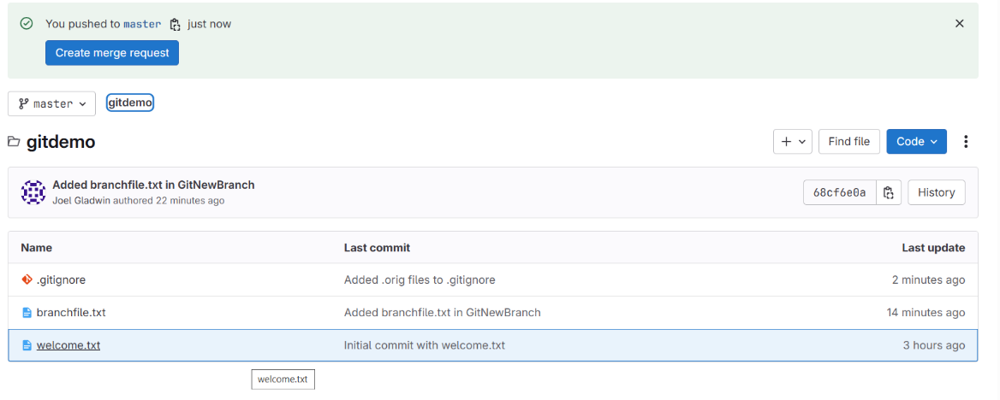 You pushed to master just now
Create merge request
master gitdemo
gitdemo Find file Code
Added branchfile.txt in GitNewBranch
Joel Gladwin authored 22 minutes ago
68cf6e0a History
Name Last commit Last update
.gitignore Added .orig files to .gitignore 2 minutes ago
branchfile.txt Added branchfile.txt in GitNewBranch 14 minutes ago
welcome.txt Initial commit with welcome.txt 3 hours ago
welcome.txt